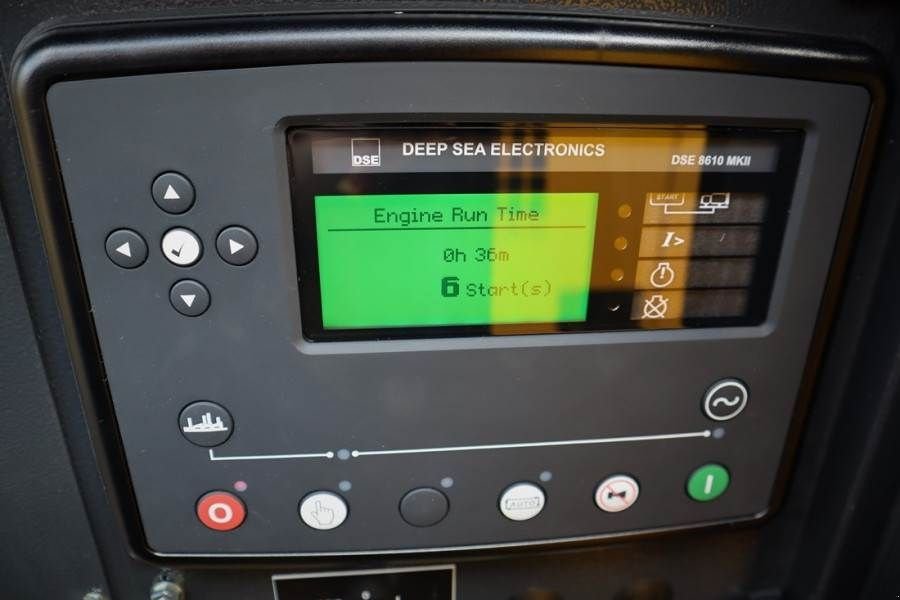 DSE
DEEP SEA ELECTRONICS
DSE 8610 MKII
Engine Run Time
0h 36m
6 Start(s)
START
I>
AUTO